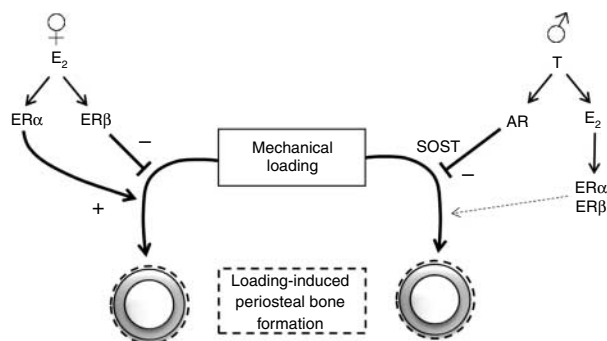 ♀
E₂
ERα
ERβ
−
+
Mechanical
loading
♂
T
AR
E₂
SOST
−
ERα
ERβ
Loading-induced
periosteal bone
formation